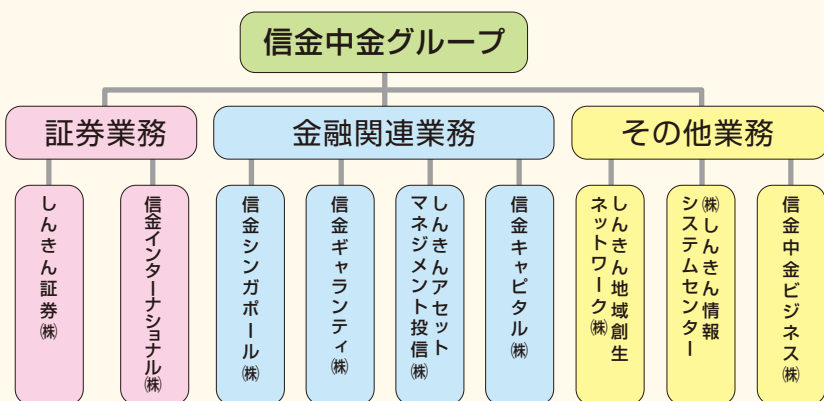 信金中金グループ
証券業務
金融関連業務
その他業務
しんきん証券㈱
信金インターナショナル㈱
信金シンガポール㈱
信金ギャランティ㈱
しんきんアセット
マネジメント投信㈱
信金キャピタル㈱
しんきん地域創生
ネットワーク㈱
㈱しんきん情報
システムセンター
信金中金ビジネス㈱